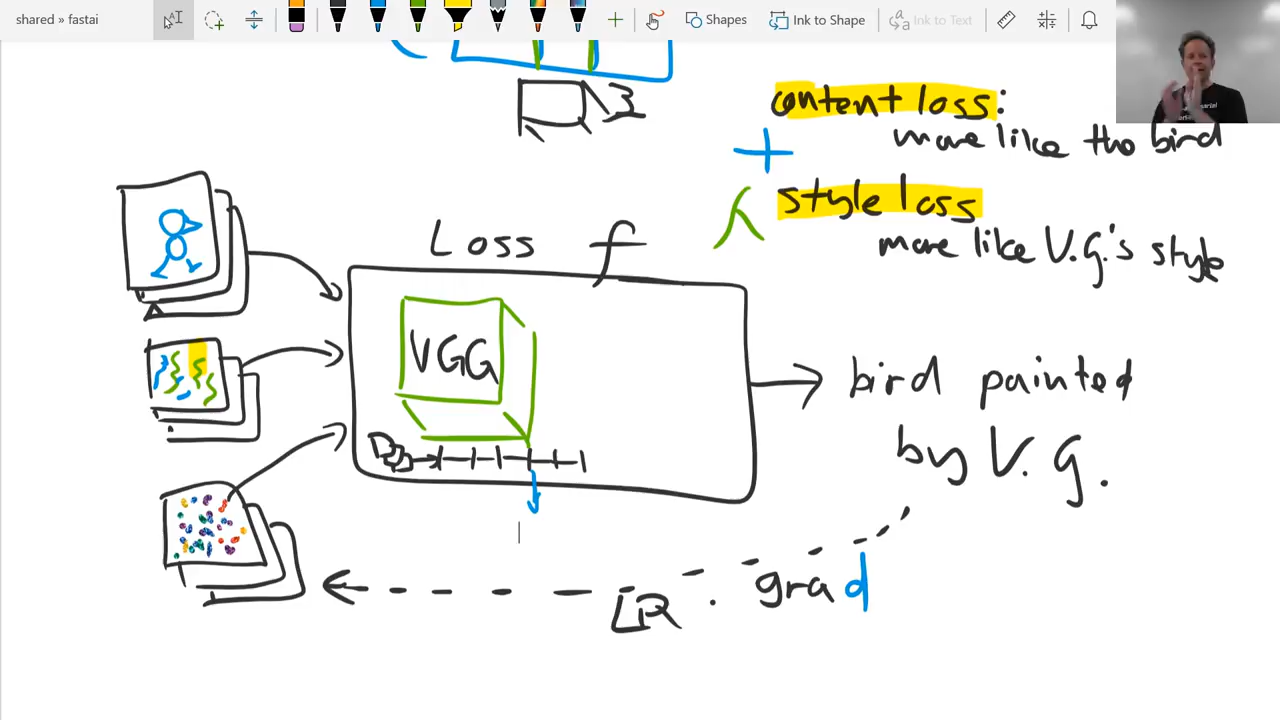 shared » fastai
Shapes
Ink to Shape
Ink to Text
3
content loss:
more like the bird
+
λ style loss
more like V.G.'s style
Loss f
VGG
bird painted
by V.G.
LR · grad